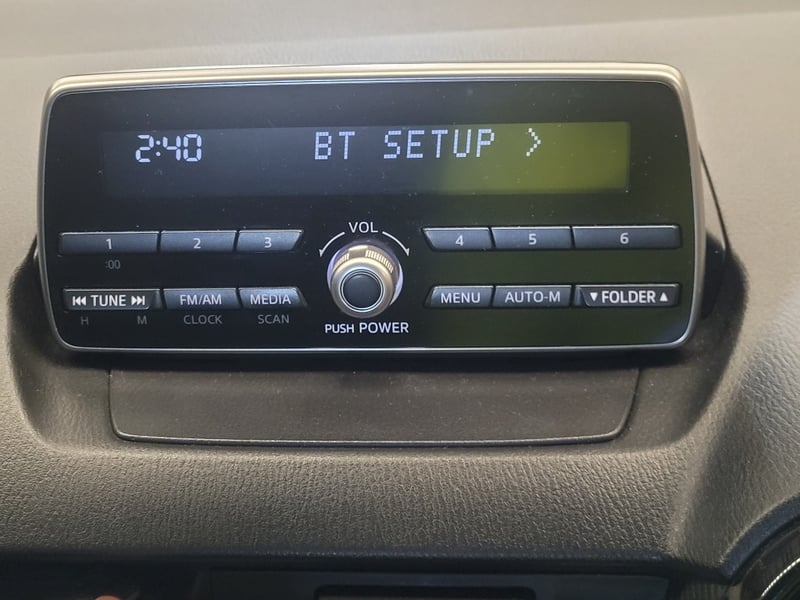 2:40 BT SETUP >
VOL
1 2 3 4 5 6
:00
⏮ TUNE ⏭ FM/AM MEDIA MENU AUTO-M ▼ FOLDER ▲
H M CLOCK SCAN
PUSH POWER